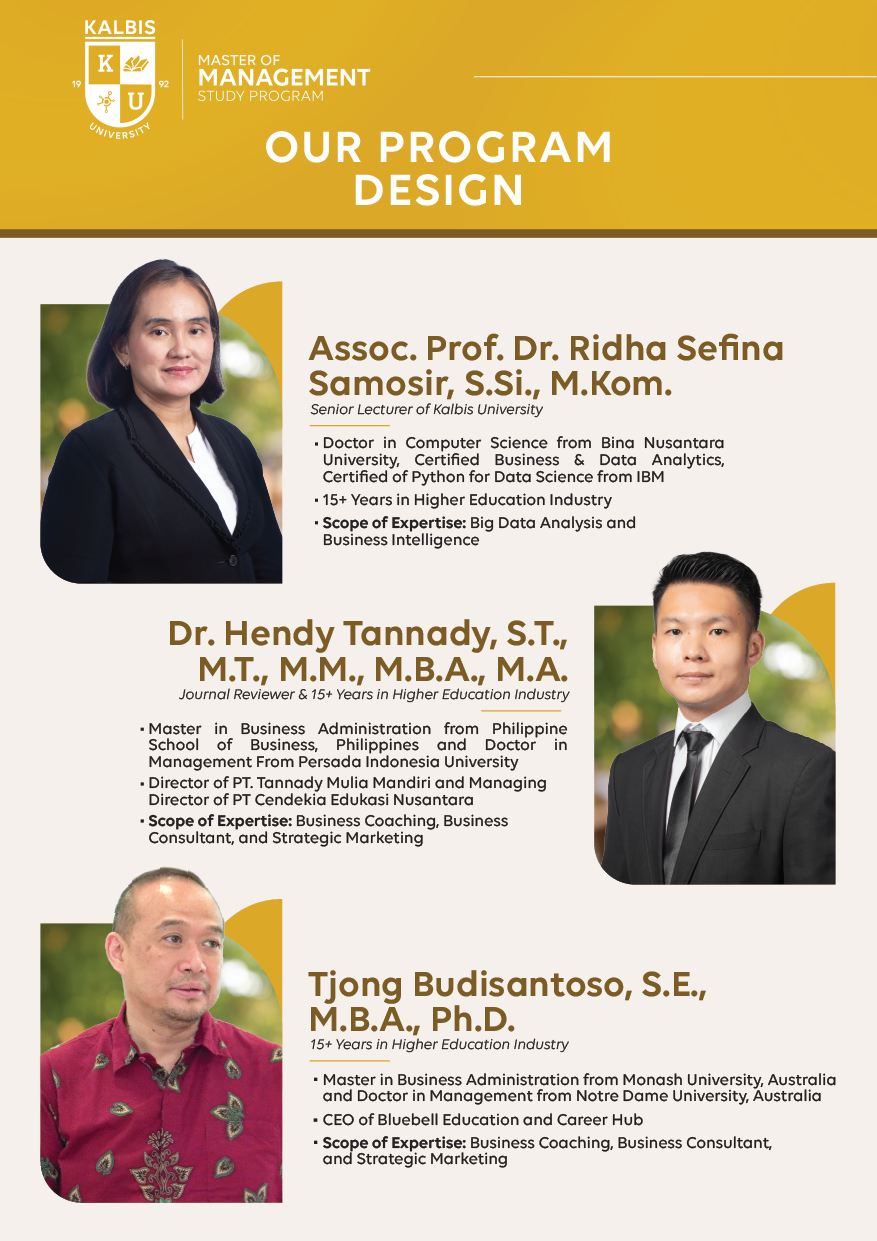 KALBIS
K
19 92
U
UNIVERSITY
MASTER OF
MANAGEMENT
STUDY PROGRAM
OUR PROGRAM
DESIGN
Assoc. Prof. Dr. Ridha Sefina
Samosir, S.Si., M.Kom.
Senior Lecturer of Kalbis University
▪ Doctor in Computer Science from Bina Nusantara
University, Certified Business & Data Analytics,
Certified of Python for Data Science from IBM
▪ 15+ Years in Higher Education Industry
▪ Scope of Expertise: Big Data Analysis and
Business Intelligence
Dr. Hendy Tannady, S.T.,
M.T., M.M., M.B.A., M.A.
Journal Reviewer & 15+ Years in Higher Education Industry
▪ Master in Business Administration from Philippine
School of Business, Philippines and Doctor in
Management From Persada Indonesia University
▪ Director of PT. Tannady Mulia Mandiri and Managing
Director of PT Cendekia Edukasi Nusantara
▪ Scope of Expertise: Business Coaching, Business
Consultant, and Strategic Marketing
Tjong Budisantoso, S.E.,
M.B.A., Ph.D.
15+ Years in Higher Education Industry
▪ Master in Business Administration from Monash University, Australia
and Doctor in Management from Notre Dame University, Australia
▪ CEO of Bluebell Education and Career Hub
▪ Scope of Expertise: Business Coaching, Business Consultant,
and Strategic Marketing